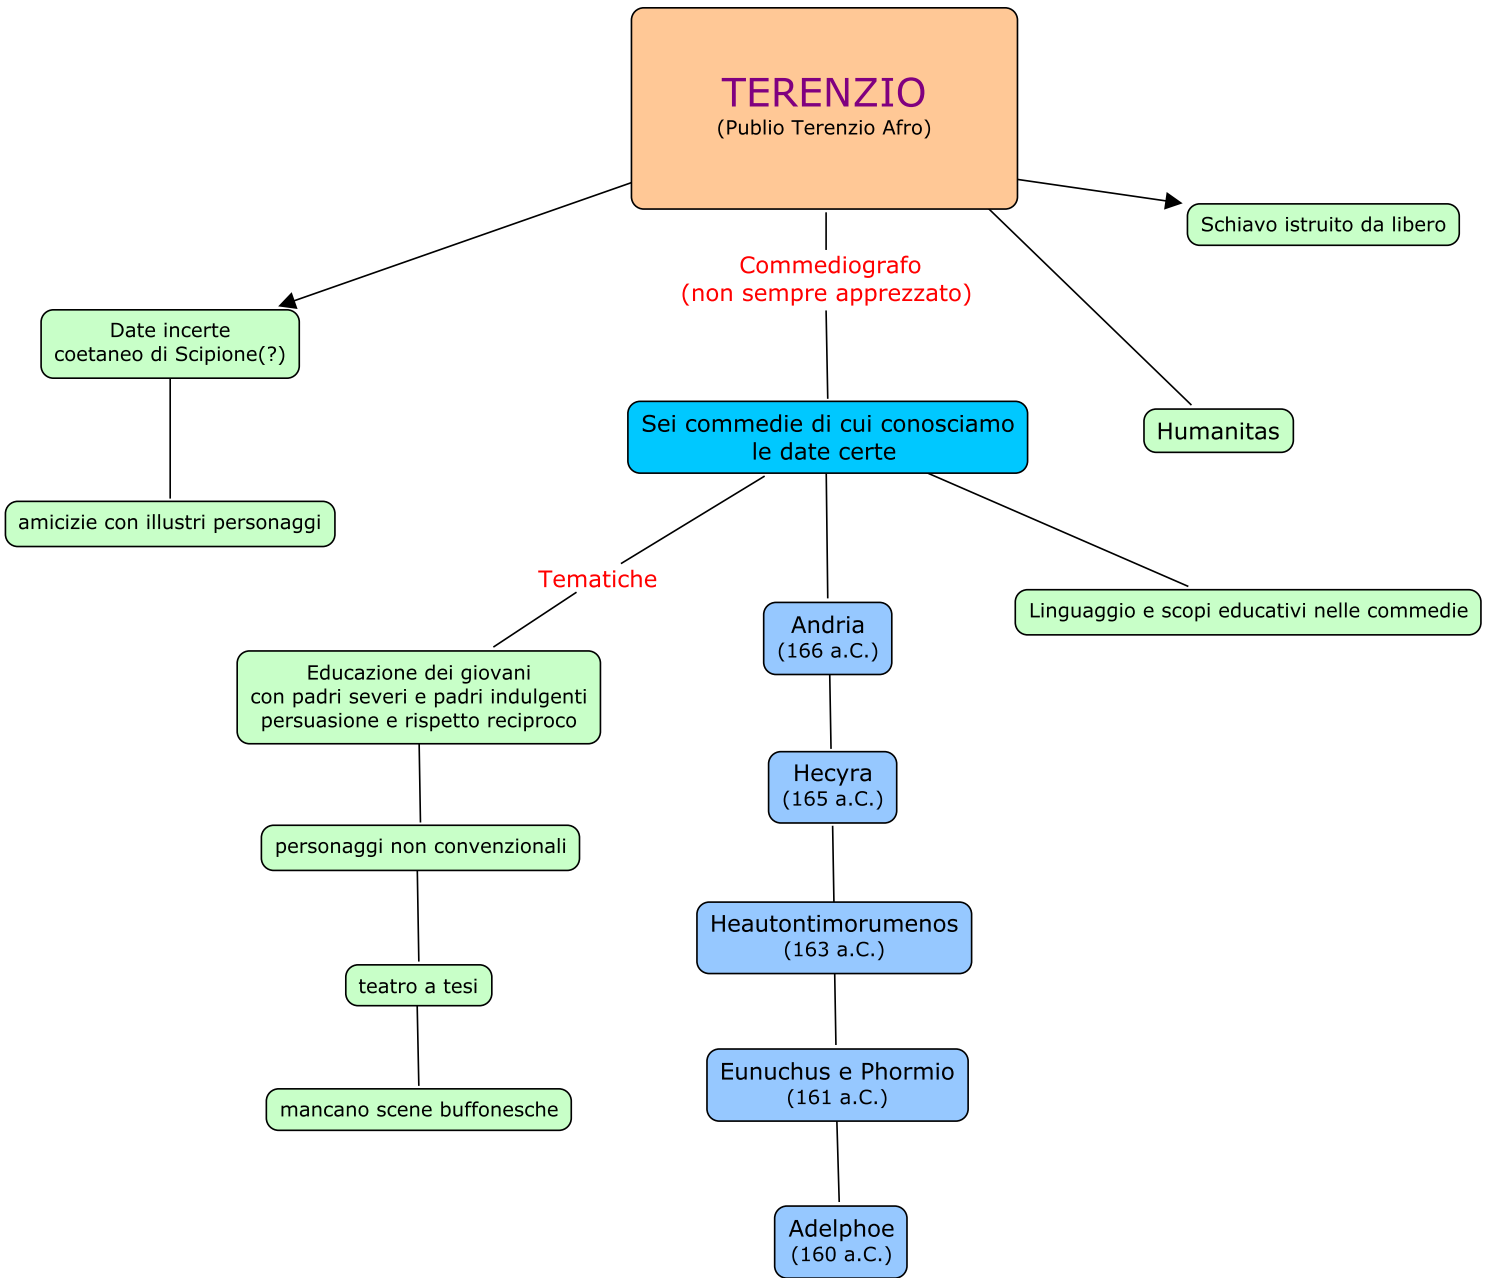 TERENZIO
(Publio Terenzio Afro)
Schiavo istruito da libero
Commediografo
(non sempre apprezzato)
Date incerte
coetaneo di Scipione(?)
Sei commedie di cui conosciamo
le date certe
Humanitas
amicizie con illustri personaggi
Tematiche
Linguaggio e scopi educativi nelle commedie
Andria
(166 a.C.)
Educazione dei giovani
con padri severi e padri indulgenti
persuasione e rispetto reciproco
Hecyra
(165 a.C.)
personaggi non convenzionali
Heautontimorumenos
(163 a.C.)
teatro a tesi
Eunuchus e Phormio
(161 a.C.)
mancano scene buffonesche
Adelphoe
(160 a.C.)